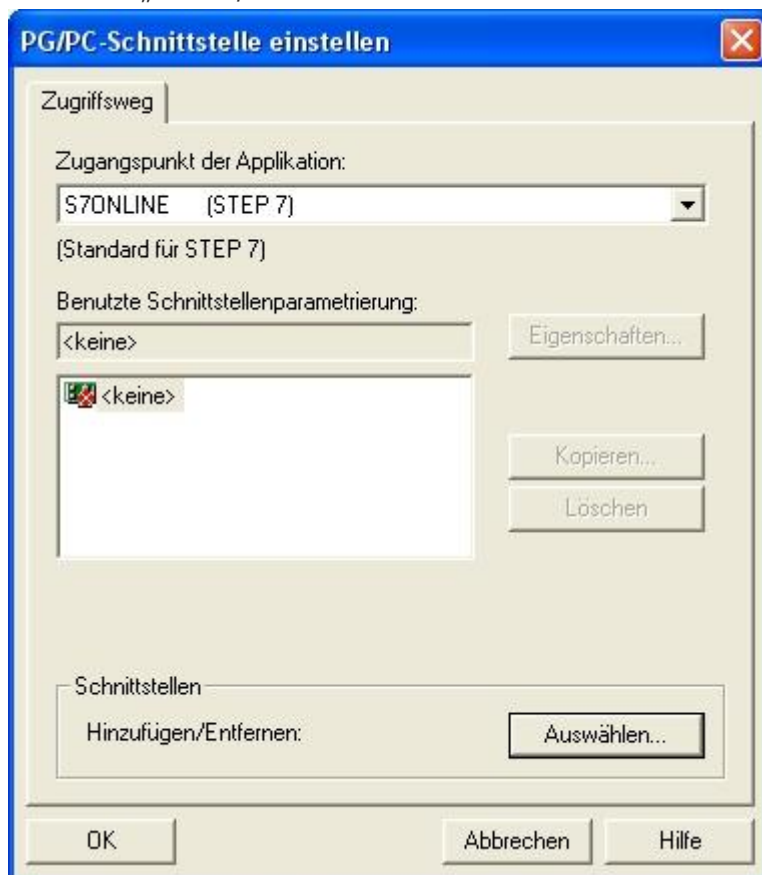 PG/PC-Schnittstelle einstellen
Zugriffsweg
Zugangspunkt der Applikation:
S7ONLINE (STEP 7)
(Standard für STEP 7)
Benutzte Schnittstellenparametrierung:
<keine>
Eigenschaften...
<keine>
Kopieren...
Löschen
Schnittstellen
Hinzufügen/Entfernen:
Auswählen...
OK
Abbrechen
Hilfe